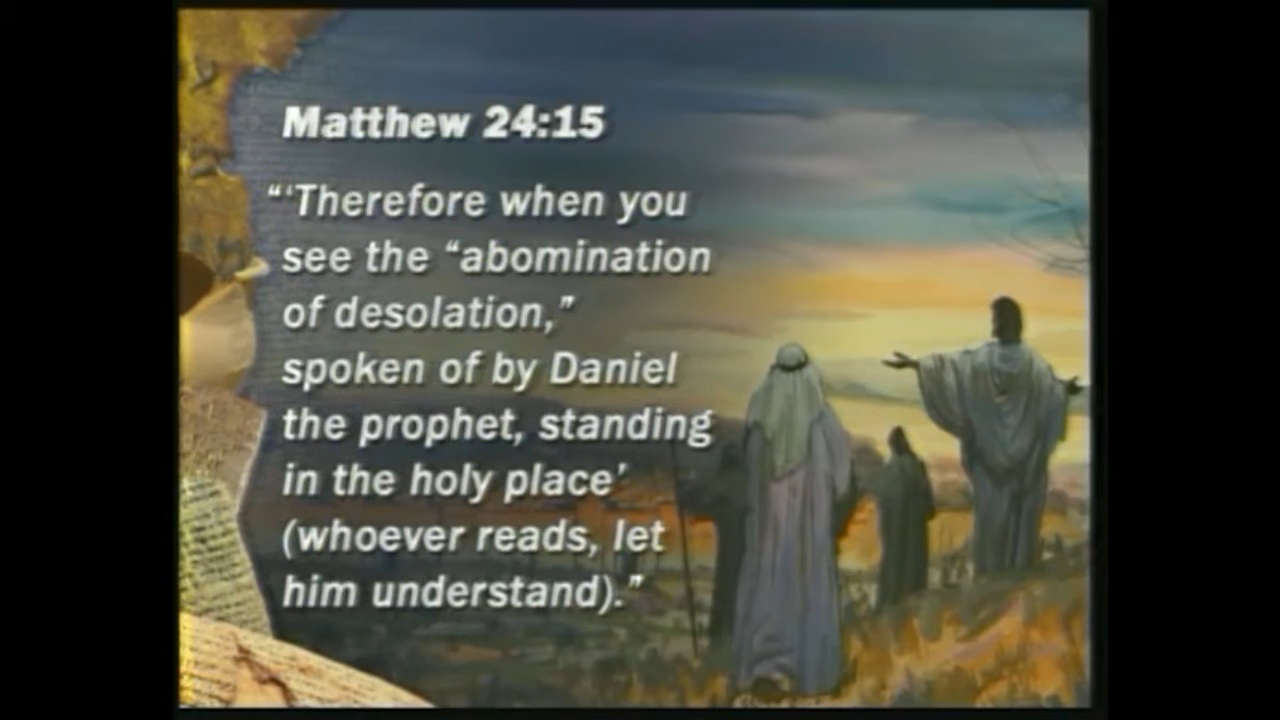 Matthew 24:15
“‘Therefore when you
see the “abomination
of desolation,”
spoken of by Daniel
the prophet, standing
in the holy place’
(whoever reads, let
him understand).”